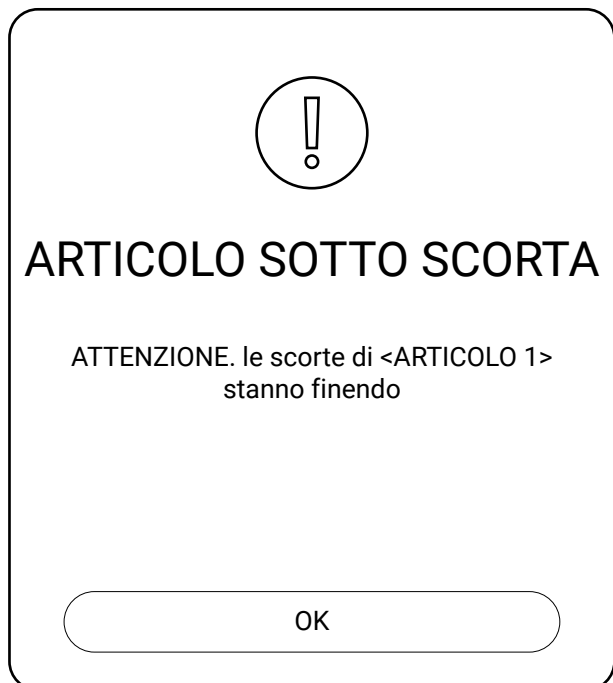 ARTICOLO SOTTO SCORTA
ATTENZIONE. le scorte di <ARTICOLO 1>
stanno finendo
OK